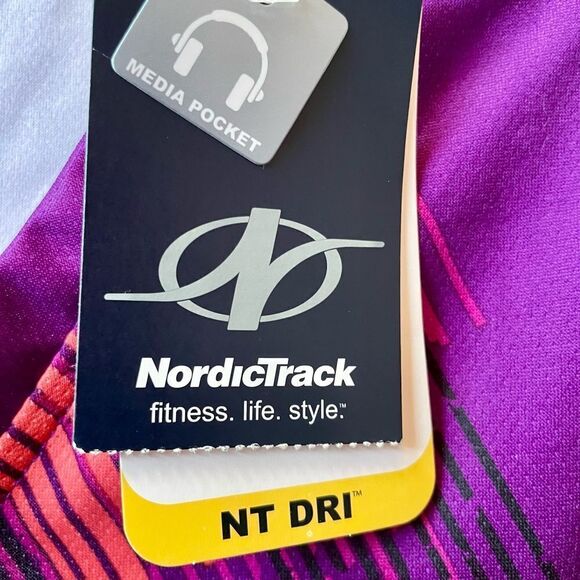 MEDIA POCKET
NordicTrack
fitness. life. style.™
NT DRI™